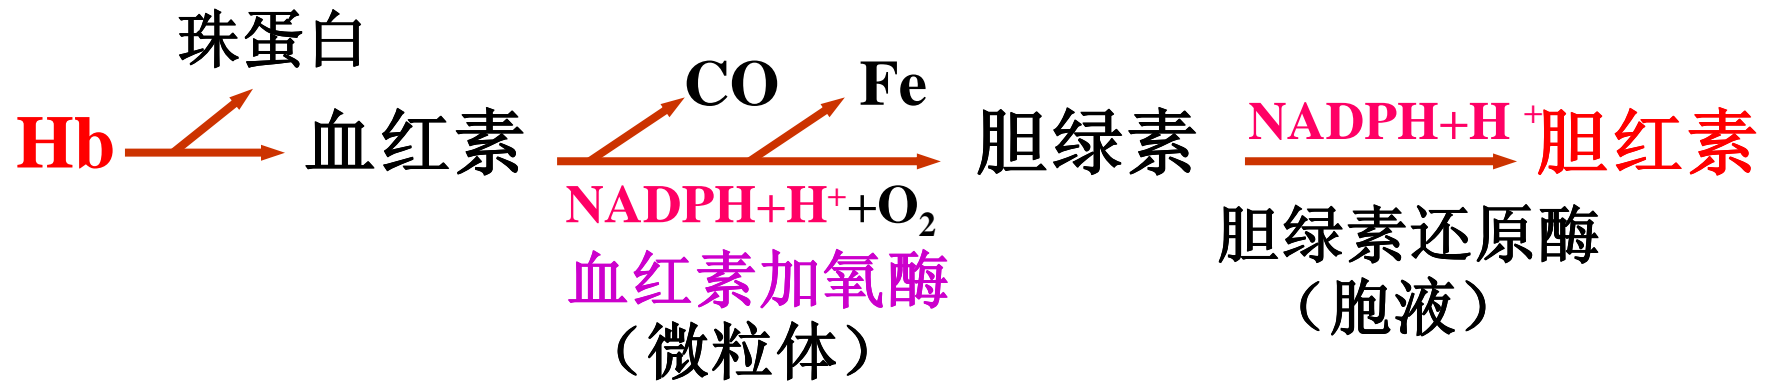 珠蛋白
CO Fe
Hb 血红素 胆绿素 NADPH+H⁺ 胆红素
NADPH+H⁺+O₂
胆绿素还原酶
血红素加氧酶
（胞液）
（微粒体）